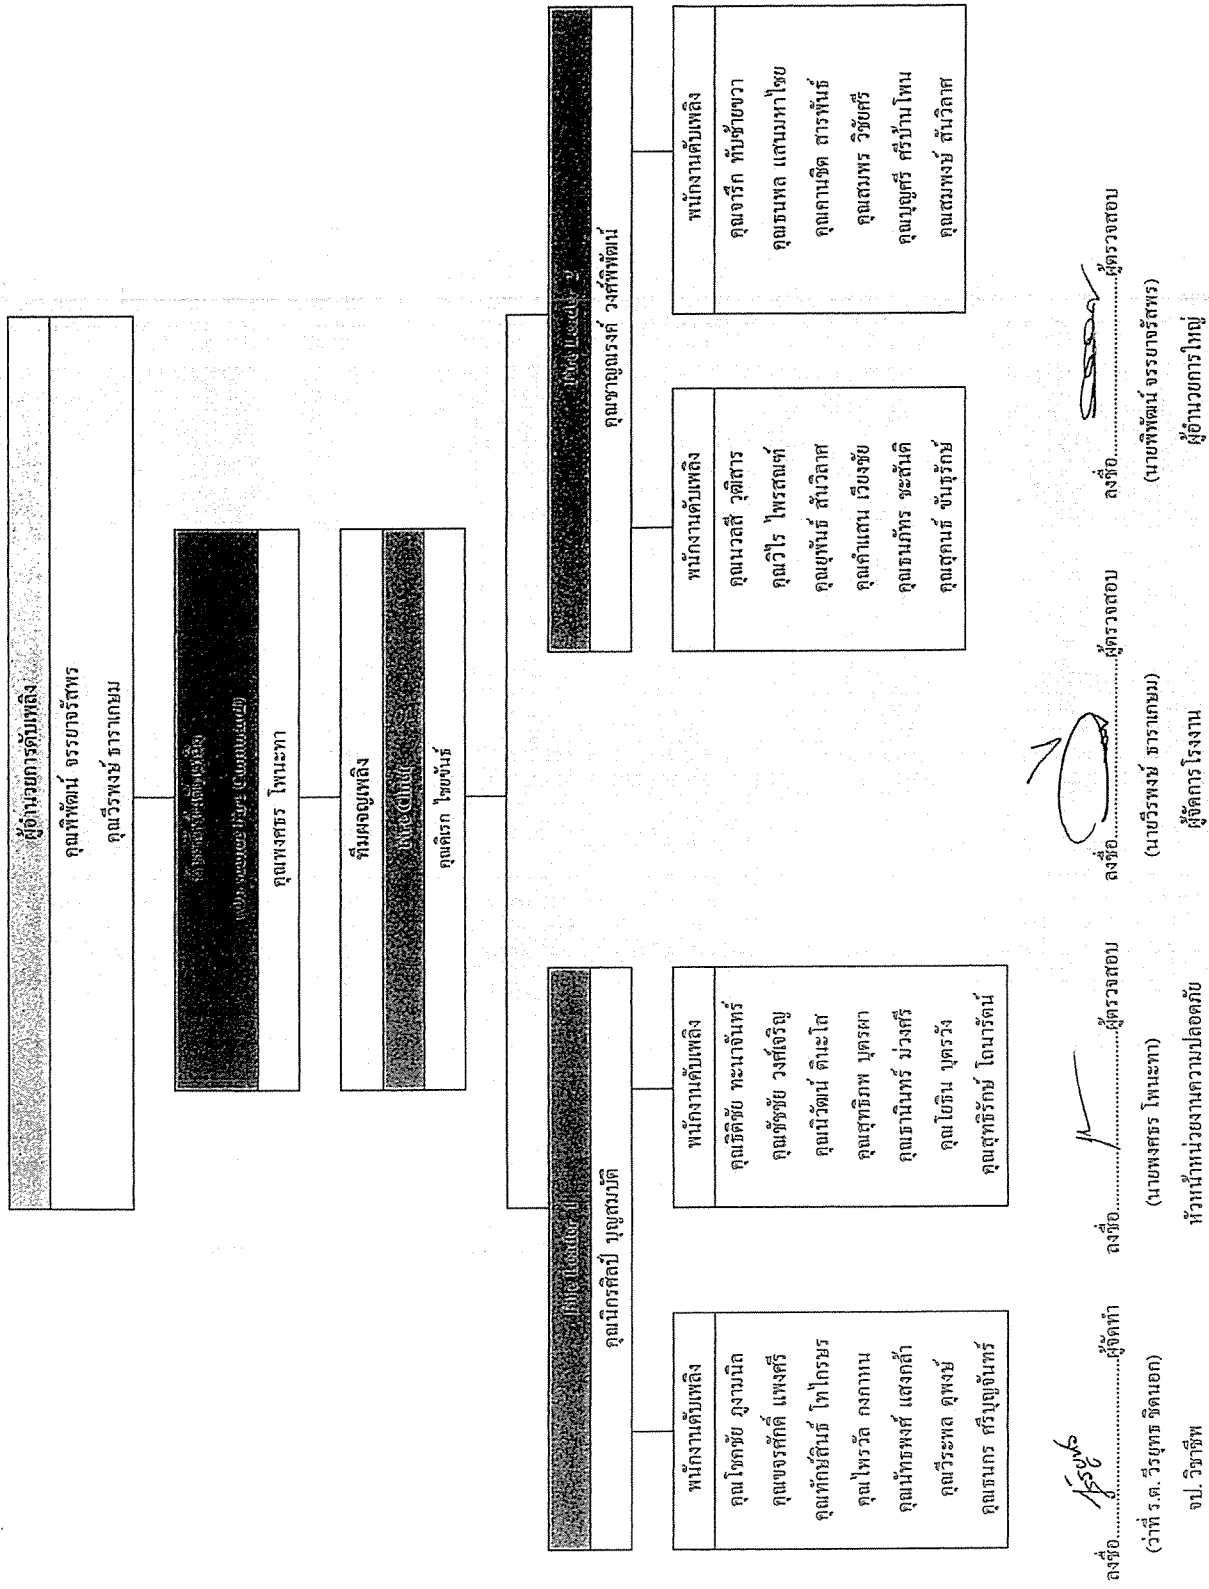 ผู้อำนวยการดับเพลิง
คุณพิพัฒน์ จรรยาจรัสพร
คุณวีรพงษ์ ธาราเกษม
คุณพงศธร โพนะทา
ทีมผจญเพลิง
คุณดิเรก ไชยขันธ์
Fire Leader 1
คุณนิกรศิลป์ บุญสมบัติ
Fire Leader 2
คุณชาญณรงค์ วงศ์พิพัฒน์
พนักงานดับเพลิง
คุณโชคชัย ภูงามนิล
คุณขจรศักดิ์ แพงศรี
คุณทักษ์สินธ์ โทไกรษร
คุณไพรวัล กงกาหน
คุณนัทธพงศ์ แสงกล้า
คุณวีระพล ดูพงษ์
คุณธนกร ศรีบุญจันทร์
พนักงานดับเพลิง
คุณธิติชัย ทะนาจันทร์
คุณชัชชัย วงศ์เจริญ
คุณนิวัฒน์ ตินะโส
คุณสุทธิภพ บุตรผา
คุณธานินทร์ ม่วงศรี
คุณโยธิน บุตรวัง
คุณสุทธิรักษ์ โถนารัตน์
พนักงานดับเพลิง
คุณนวลสี วุฒิสาร
คุณวิไร ไพรสณฑ์
คุณยุพันธ์ สันวิลาศ
คุณคำแสน เวียงชัย
คุณธนภัทร ชะสันติ
คุณสุคนธ์ ขันธุรักษ์
พนักงานดับเพลิง
คุณจารึก ทับซ้ายขวา
คุณธนพล แสนมหาไชย
คุณคานชิต สารพันธ์
คุณสมพร วิชัยศรี
คุณบุญศรี ศรีบ้านโพน
คุณสมพงษ์ สันวิลาศ
ลงชื่อ....................ผู้จัดทำ
(ว่าที่ ร.ต. วีรยุทธ ชิดนอก)
จป. วิชาชีพ
ลงชื่อ....................ผู้ตรวจสอบ
(นายพงศธร โพนะทา)
หัวหน้าหน่วยงานความปลอดภัย
ลงชื่อ....................ผู้ตรวจสอบ
(นายวีรพงษ์ ธาราเกษม)
ผู้จัดการโรงงาน
ลงชื่อ....................ผู้ตรวจสอบ
(นายพิพัฒน์ จรรยาจรัสพร)
ผู้อำนวยการใหญ่